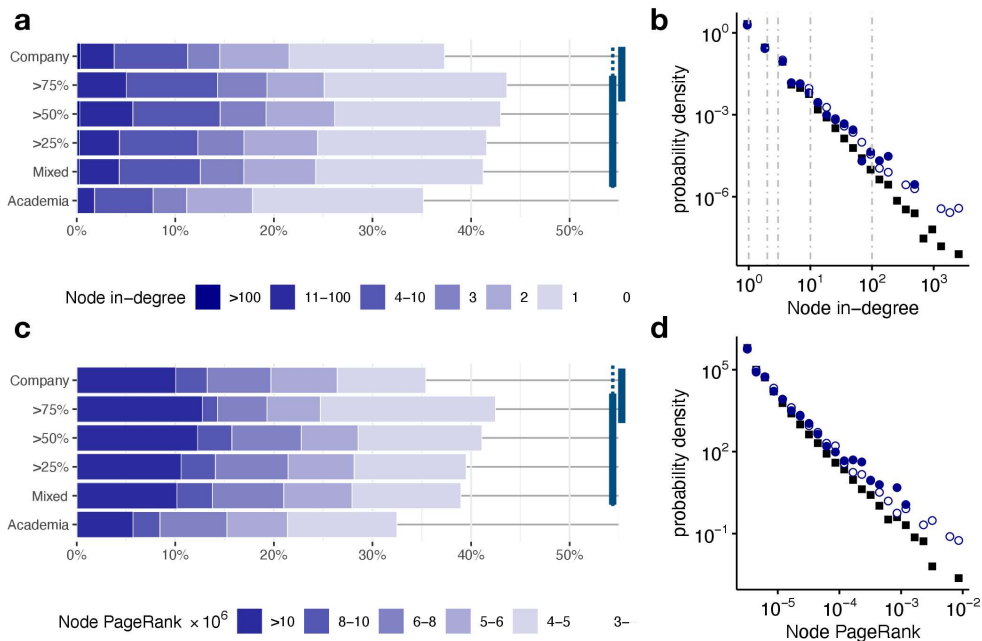 a
Company
>75%
>50%
>25%
Mixed
Academia
0% 10% 20% 30% 40% 50%
Node in−degree >100 11−100 4−10 3 2 1 0
b
probability density
10⁰
10⁻³
10⁻⁶
10⁰ 10¹ 10² 10³
Node in−degree
c
Company
>75%
>50%
>25%
Mixed
Academia
0% 10% 20% 30% 40% 50%
Node PageRank × 10⁶ >10 8−10 6−8 5−6 4−5 3−
d
probability density
10⁵
10²
10⁻¹
10⁻⁵ 10⁻⁴ 10⁻³ 10⁻²
Node PageRank